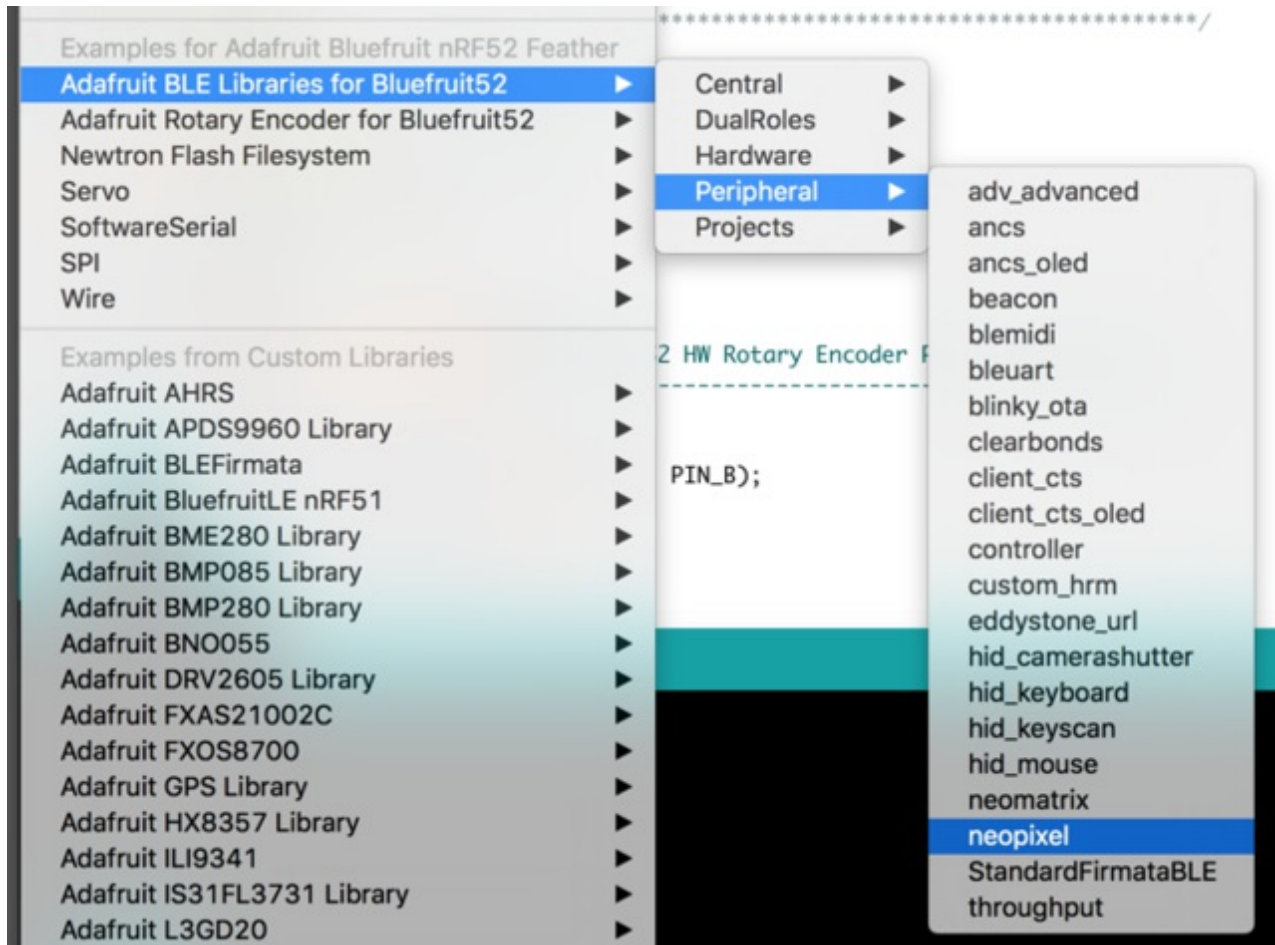 ******************************************/
Examples for Adafruit Bluefruit nRF52 Feather
Adafruit BLE Libraries for Bluefruit52
Adafruit Rotary Encoder for Bluefruit52
Newtron Flash Filesystem
Servo
SoftwareSerial
SPI
Wire
Examples from Custom Libraries
Adafruit AHRS
Adafruit APDS9960 Library
Adafruit BLEFirmata
Adafruit BluefruitLE nRF51
Adafruit BME280 Library
Adafruit BMP085 Library
Adafruit BMP280 Library
Adafruit BNO055
Adafruit DRV2605 Library
Adafruit FXAS21002C
Adafruit FXOS8700
Adafruit GPS Library
Adafruit HX8357 Library
Adafruit ILI9341
Adafruit IS31FL3731 Library
Adafruit L3GD20
Central
DualRoles
Hardware
Peripheral
Projects
2 HW Rotary Encoder
-----------------------
PIN_B);
adv_advanced
ancs
ancs_oled
beacon
blemidi
bleuart
blinky_ota
clearbonds
client_cts
client_cts_oled
controller
custom_hrm
eddystone_url
hid_camerashutter
hid_keyboard
hid_keyscan
hid_mouse
neomatrix
neopixel
StandardFirmataBLE
throughput